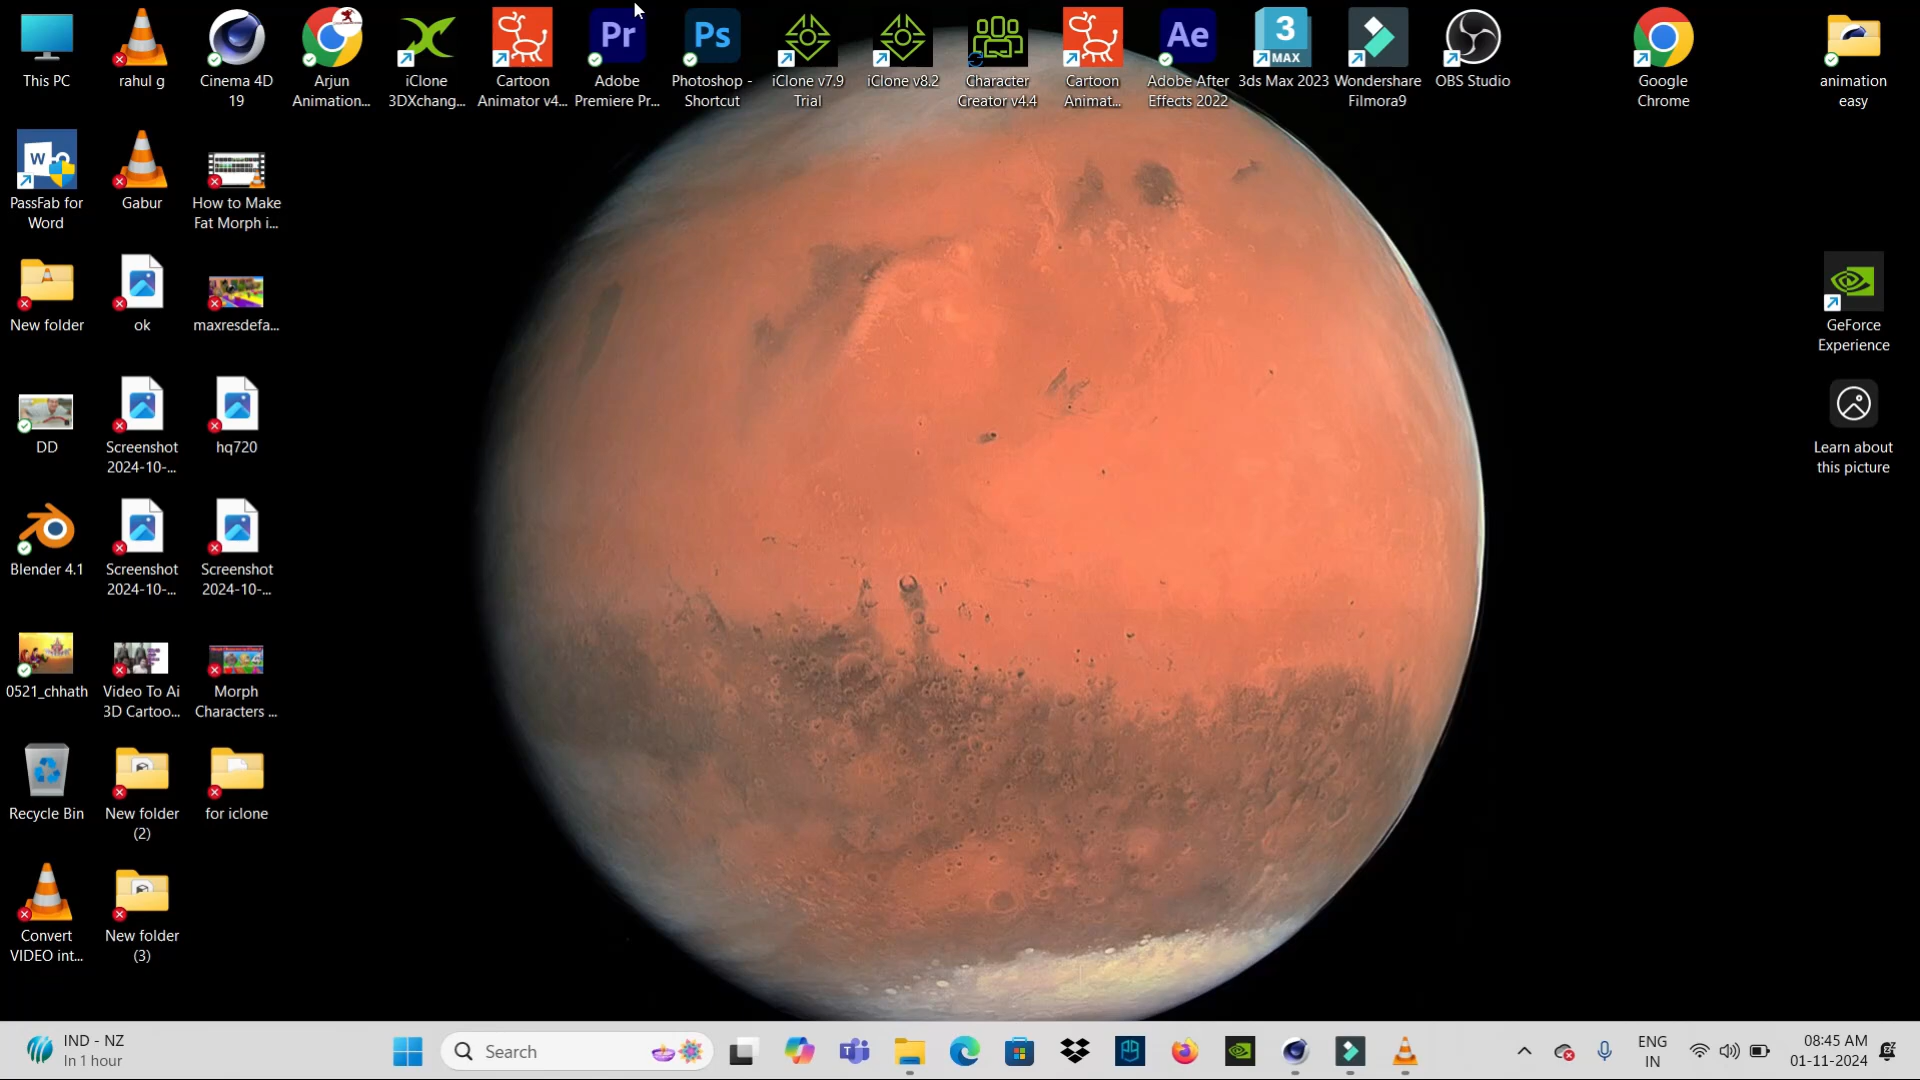 This PC
rahul g
Cinema 4D
19
Arjun
Animation...
iClone
3DXchang...
Cartoon
Animator v4...
Pr
Adobe
Premiere Pr...
Ps
Photoshop -
Shortcut
iClone v7.9
Trial
iClone v8.2
Character
Creator v4.4
Cartoon
Animat...
Ae
Adobe After
Effects 2022
3
MAX
3ds Max 2023
Wondershare
Filmora9
OBS Studio
Google
Chrome
animation
easy
W
PassFab for
Word
Gabur
How to Make
Fat Morph i...
New folder
ok
maxresdefa...
GeForce
Experience
DD
Screenshot
2024-10-...
hq720
Learn about
this picture
Blender 4.1
Screenshot
2024-10-...
Screenshot
2024-10-...
0521_chhath
Video To Ai
3D Cartoo...
Morph
Characters ...
Recycle Bin
New folder
(2)
for iclone
Convert
VIDEO int...
New folder
(3)
IND - NZ
In 1 hour
Search
ENG
IN
08:45 AM
01-11-2024